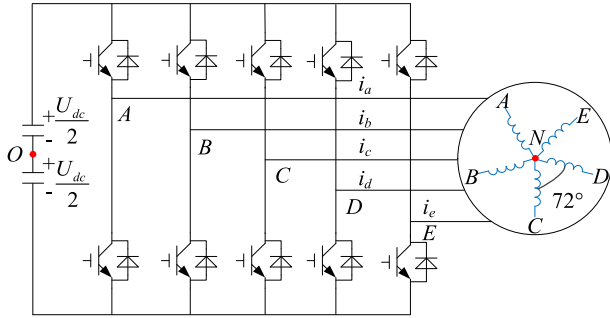 i_a
A
A
E
+ U_dc
- 2
i_b
N
B
O
i_c
+ U_dc
- 2
C
B
D
i_d
D
72°
i_e
C
E